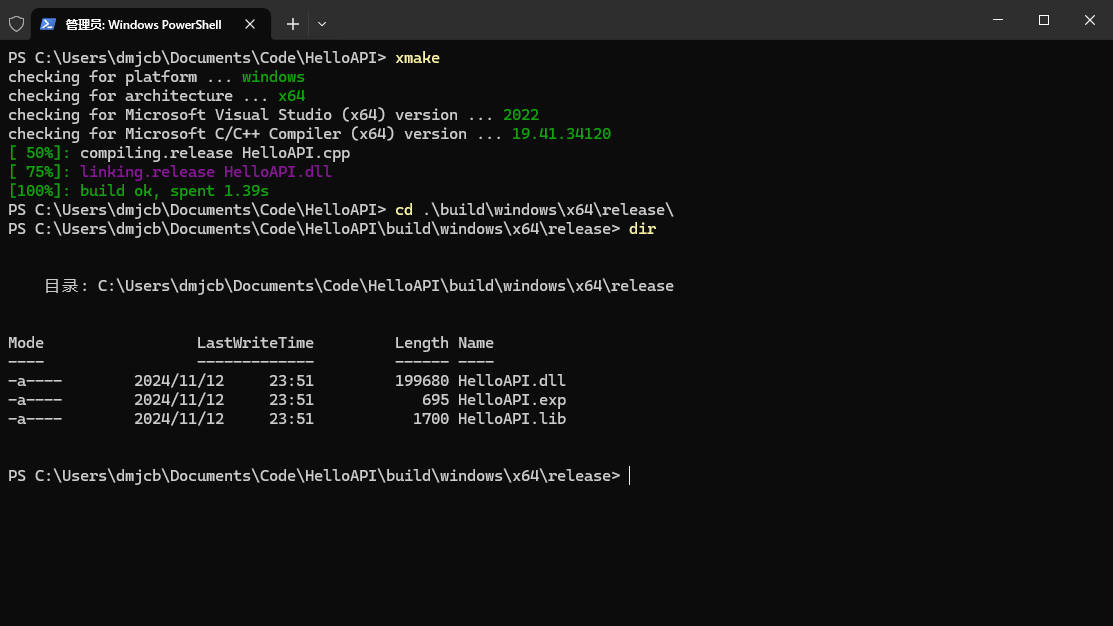 管理员: Windows PowerShell
PS C:\Users\dmjcb\Documents\Code\HelloAPI> xmake
checking for platform ... windows
checking for architecture ... x64
checking for Microsoft Visual Studio (x64) version ... 2022
checking for Microsoft C/C++ Compiler (x64) version ... 19.41.34120
[ 50%]: compiling.release HelloAPI.cpp
[ 75%]: linking.release HelloAPI.dll
[100%]: build ok, spent 1.39s
PS C:\Users\dmjcb\Documents\Code\HelloAPI> cd .\build\windows\x64\release\
PS C:\Users\dmjcb\Documents\Code\HelloAPI\build\windows\x64\release> dir
目录: C:\Users\dmjcb\Documents\Code\HelloAPI\build\windows\x64\release
Mode                 LastWriteTime         Length Name
----                 -------------         ------ ----
-a----        2024/11/12     23:51         199680 HelloAPI.dll
-a----        2024/11/12     23:51            695 HelloAPI.exp
-a----        2024/11/12     23:51           1700 HelloAPI.lib
PS C:\Users\dmjcb\Documents\Code\HelloAPI\build\windows\x64\release>